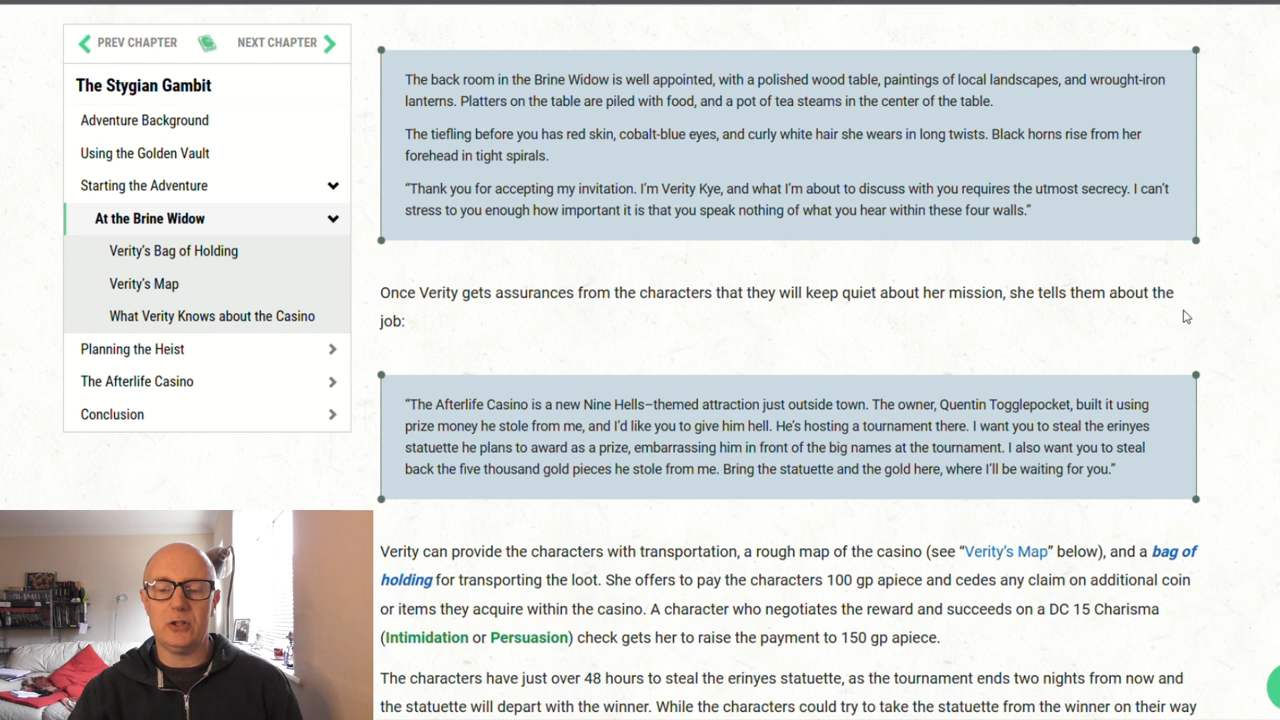 PREV CHAPTER
NEXT CHAPTER
The Stygian Gambit
Adventure Background
Using the Golden Vault
Starting the Adventure
At the Brine Widow
Verity’s Bag of Holding
Verity’s Map
What Verity Knows about the Casino
Planning the Heist
The Afterlife Casino
Conclusion
The back room in the Brine Widow is well appointed, with a polished wood table, paintings of local landscapes, and wrought-iron
lanterns. Platters on the table are piled with food, and a pot of tea steams in the center of the table.
The tiefling before you has red skin, cobalt-blue eyes, and curly white hair she wears in long twists. Black horns rise from her
forehead in tight spirals.
“Thank you for accepting my invitation. I’m Verity Kye, and what I’m about to discuss with you requires the utmost secrecy. I can’t
stress to you enough how important it is that you speak nothing of what you hear within these four walls.”
Once Verity gets assurances from the characters that they will keep quiet about her mission, she tells them about the
job:
“The Afterlife Casino is a new Nine Hells–themed attraction just outside town. The owner, Quentin Togglepocket, built it using
prize money he stole from me, and I’d like you to give him hell. He’s hosting a tournament there. I want you to steal the erinyes
statuette he plans to award as a prize, embarrassing him in front of the big names at the tournament. I also want you to steal
back the five thousand gold pieces he stole from me. Bring the statuette and the gold here, where I’ll be waiting for you.”
Verity can provide the characters with transportation, a rough map of the casino (see “Verity’s Map” below), and a bag of
holding for transporting the loot. She offers to pay the characters 100 gp apiece and cedes any claim on additional coin
or items they acquire within the casino. A character who negotiates the reward and succeeds on a DC 15 Charisma
(Intimidation or Persuasion) check gets her to raise the payment to 150 gp apiece.
The characters have just over 48 hours to steal the erinyes statuette, as the tournament ends two nights from now and
the statuette will depart with the winner. While the characters could try to take the statuette from the winner on their way